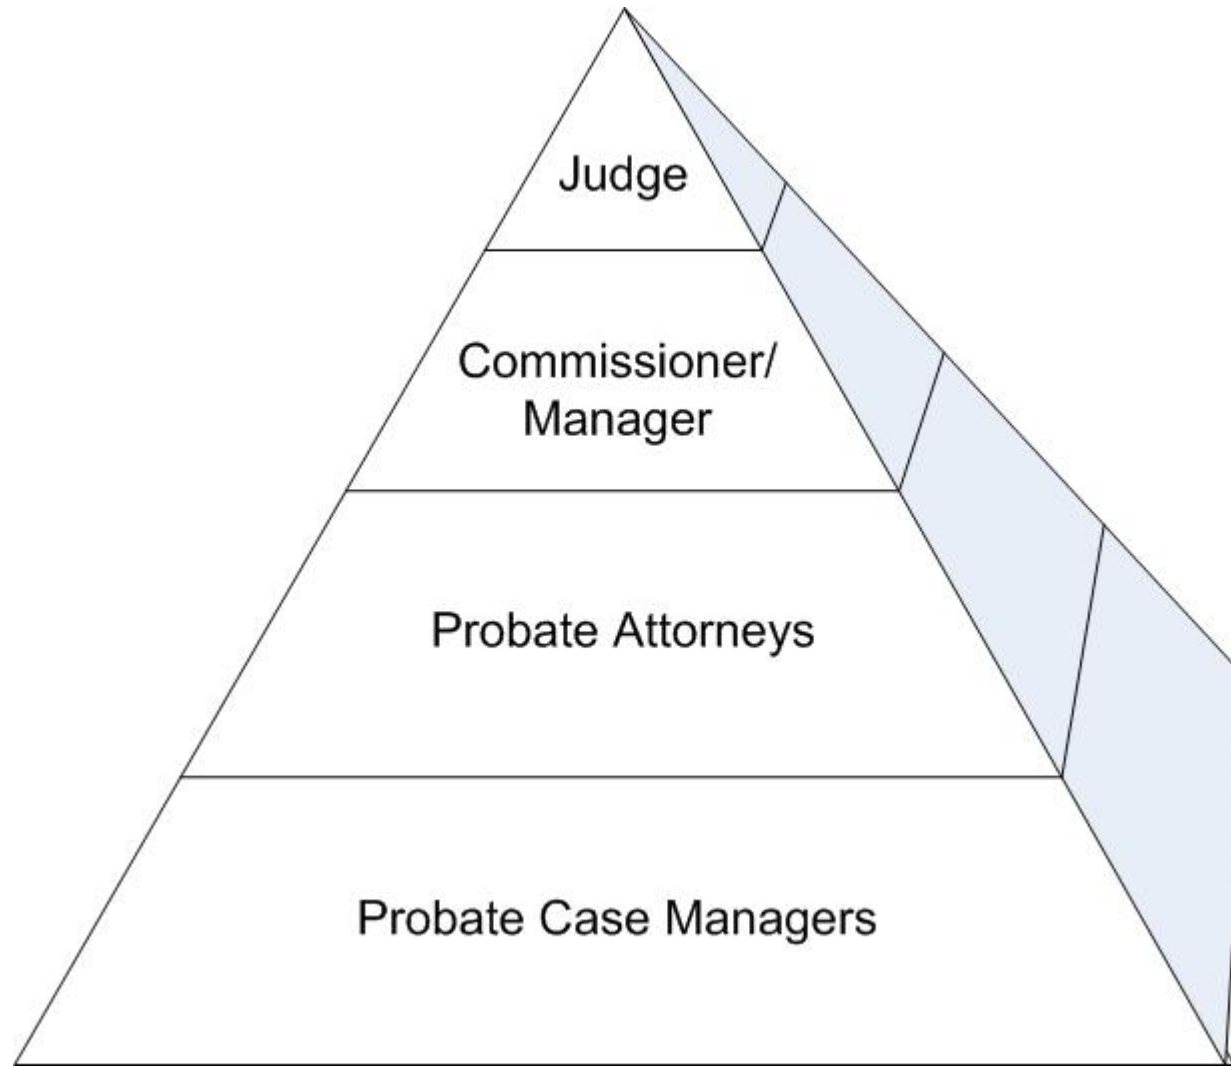 Judge
Commissioner/
Manager
Probate Attorneys
Probate Case Managers